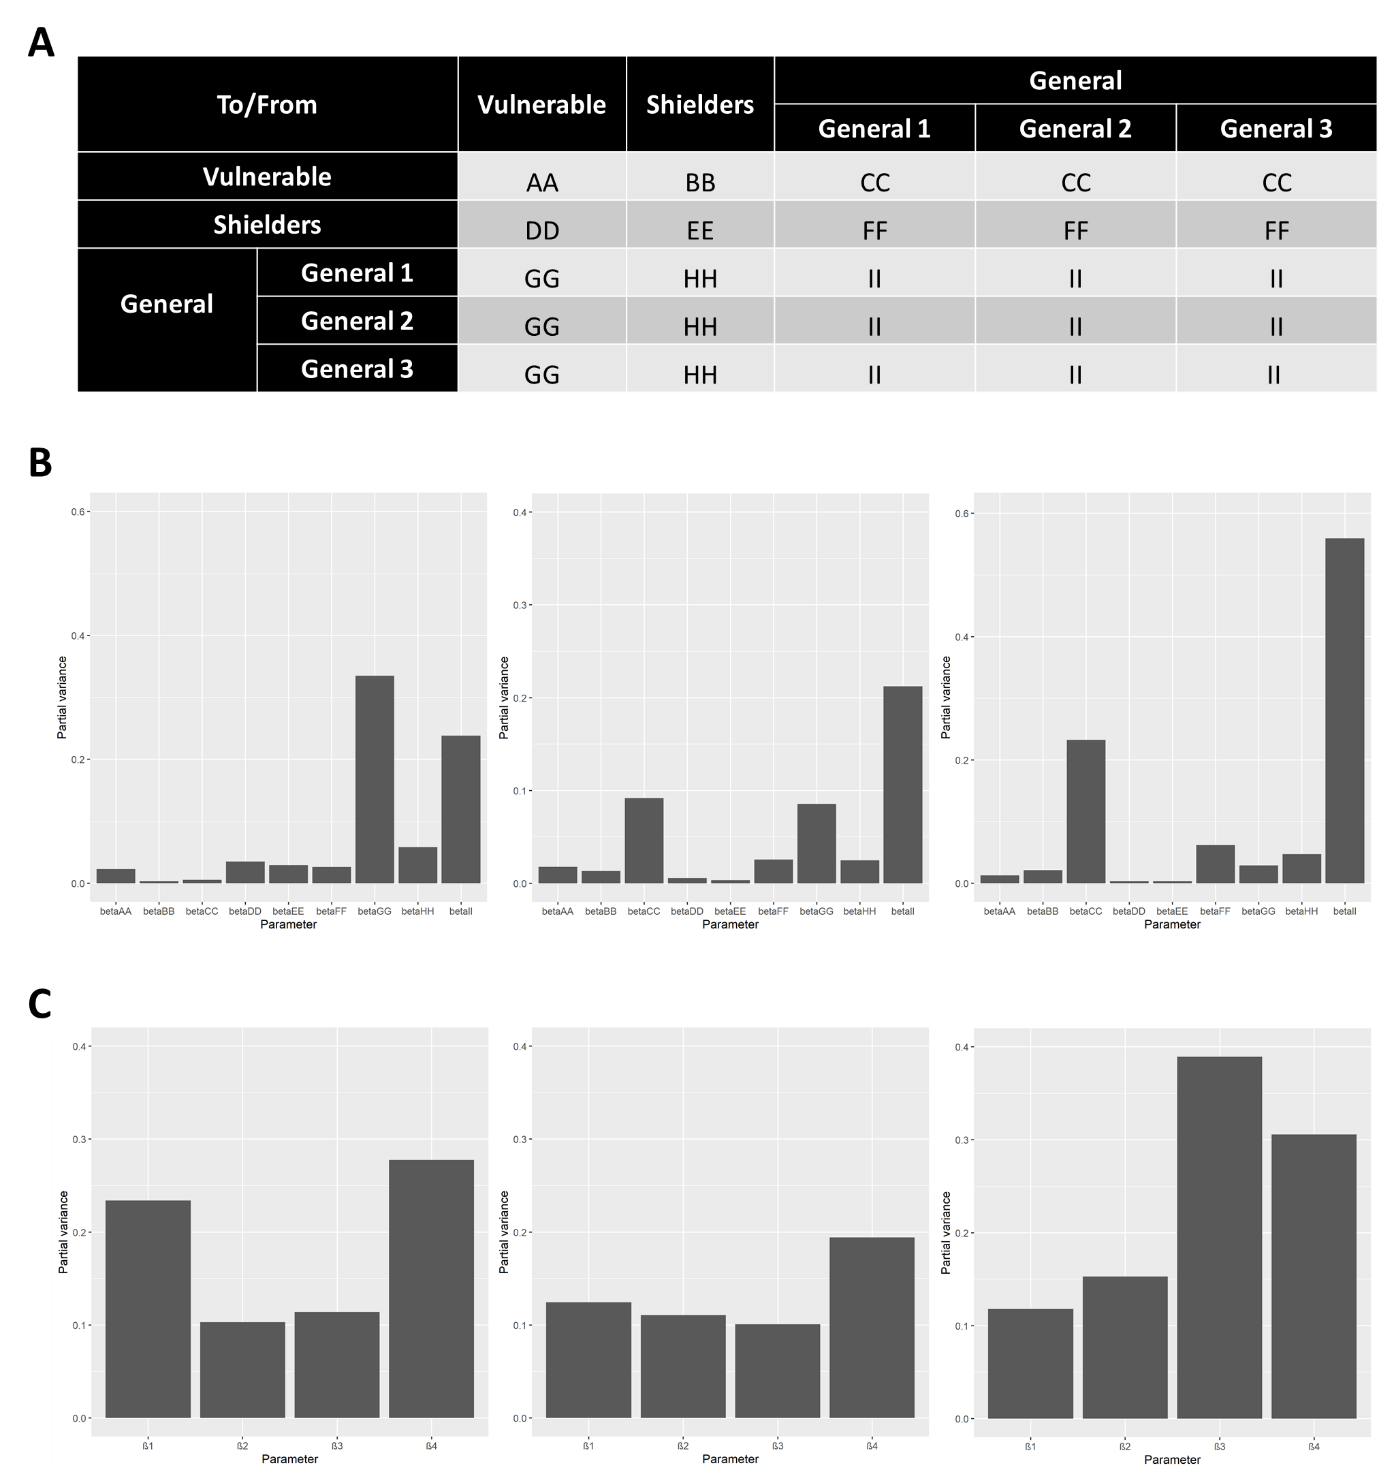 A
To/From Vulnerable Shielders General
General 1 General 2 General 3
Vulnerable AA BB CC CC CC
Shielders DD EE FF FF FF
General General 1 GG HH II II II
General 2 GG HH II II II
General 3 GG HH II II II
B
0.6
0.4
0.2
0.0
Partial variance
betaAA betaBB betaCC betaDD betaEE betaFF betaGG betaHH betaII
Parameter
0.4
0.3
0.2
0.1
0.0
Partial variance
betaAA betaBB betaCC betaDD betaEE betaFF betaGG betaHH betaII
Parameter
0.6
0.4
0.2
0.0
Partial variance
betaAA betaBB betaCC betaDD betaEE betaFF betaGG betaHH betaII
Parameter
C
0.4
0.3
0.2
0.1
0.0
Partial variance
ß1 ß2 ß3 ß4
Parameter
0.4
0.3
0.2
0.1
0.0
Partial variance
ß1 ß2 ß3 ß4
Parameter
0.4
0.3
0.2
0.1
0.0
Partial variance
ß1 ß2 ß3 ß4
Parameter